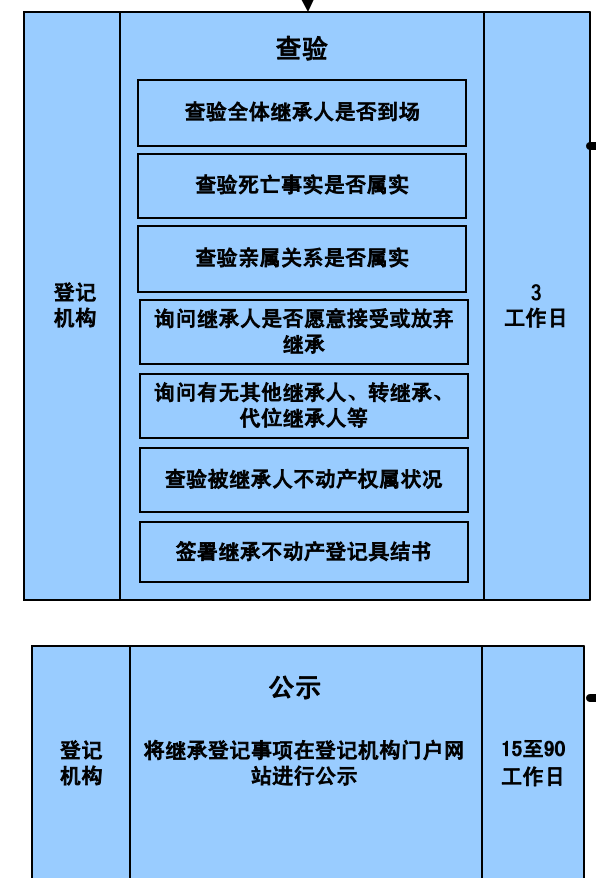 查验
查验全体继承人是否到场
查验死亡事实是否属实
查验亲属关系是否属实
登记
机构
3
工作日
询问继承人是否愿意接受或放弃
继承
询问有无其他继承人、转继承、
代位继承人等
查验被继承人不动产权属状况
签署继承不动产登记具结书
公示
登记
机构
将继承登记事项在登记机构门户网
站进行公示
15至90
工作日